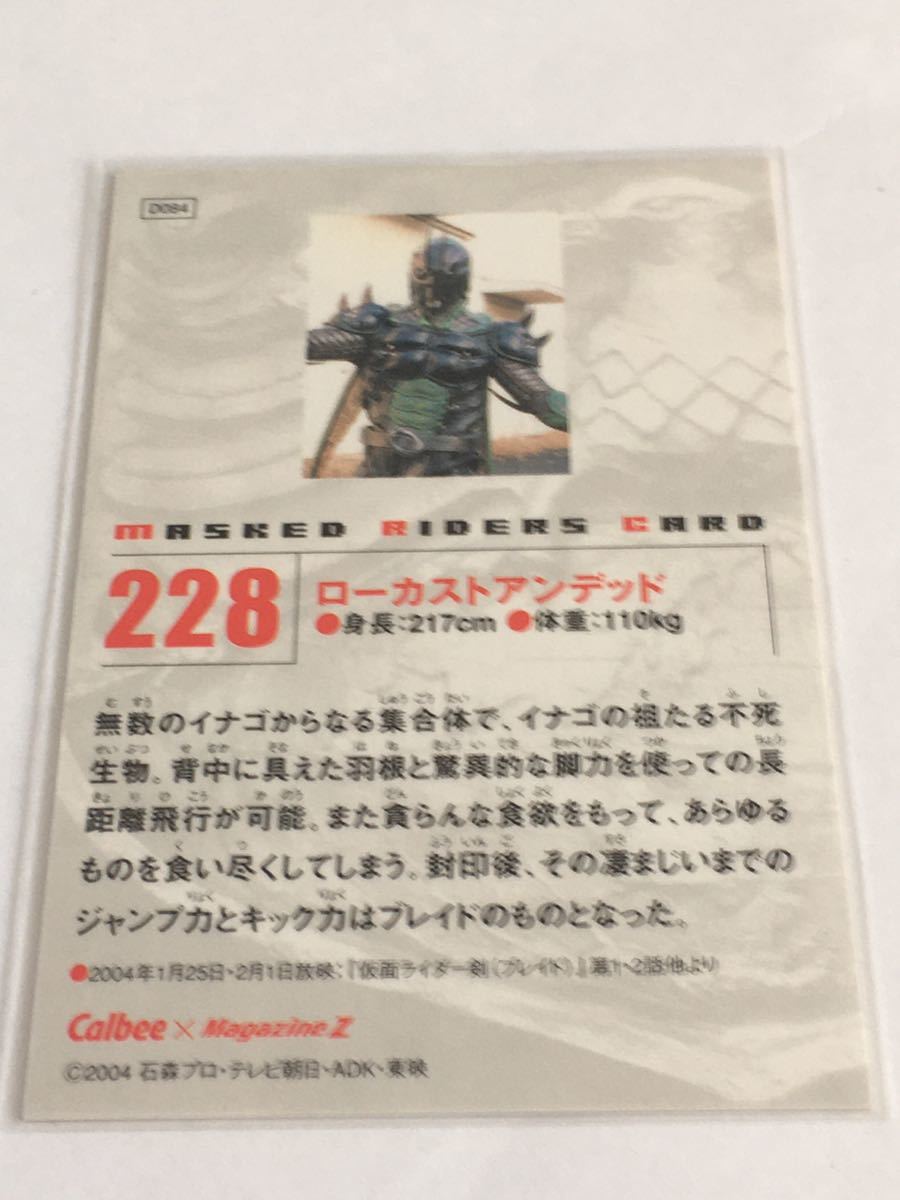 D084
MASKED RIDERS CARD
228
ローカストアンデッド
●身長:217cm ●体重:110kg
無数のイナゴからなる集合体で、イナゴの祖たる不死
生物。背中に具えた羽根と驚異的な脚力を使っての長
距離飛行が可能。また貪らんな食欲をもって、あらゆる
ものを食い尽くしてしまう。封印後、その凄まじいまでの
ジャンプ力とキック力はブレイドのものとなった。
●2004年1月25日・2月1日放映:『仮面ライダー剣(ブレイド)』第1・2話他より
Calbee × Magazine Z
©2004 石森プロ・テレビ朝日・ADK・東映